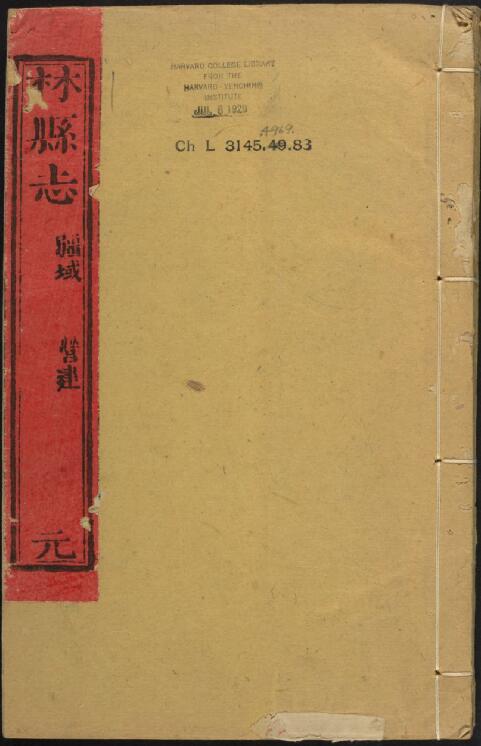 林縣志
疆域
營建
元
HARVARD COLLEGE LIBRARY
FROM THE
HARVARD-YENCHING
INSTITUTE
JUL 6 1929
A969.
Ch L 3145.49.83